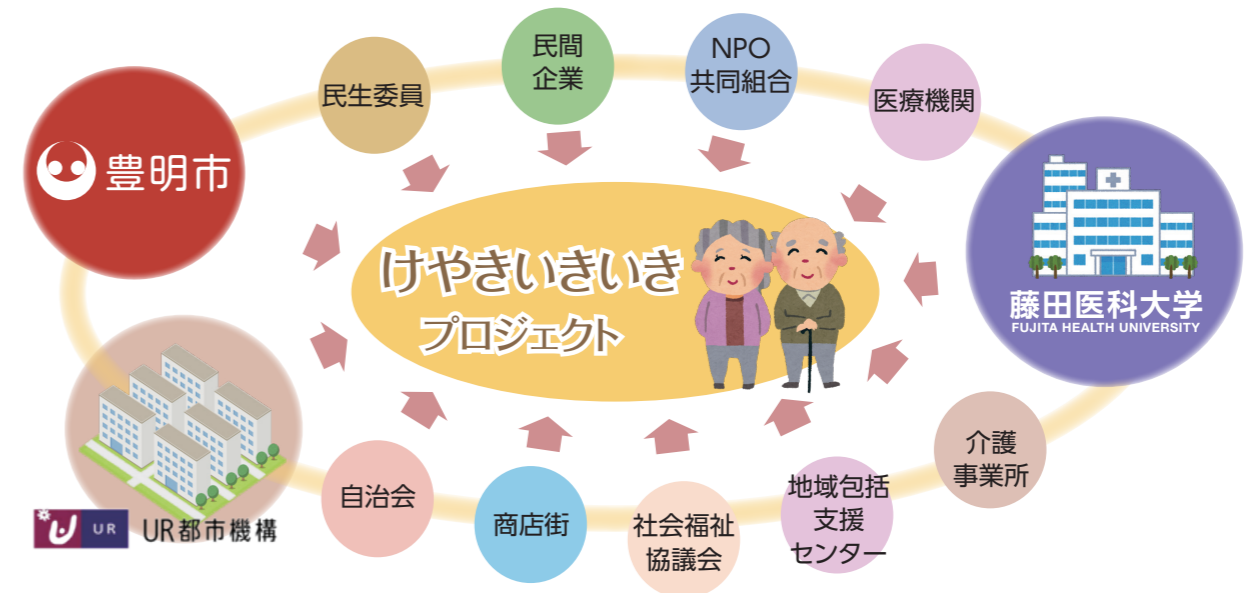 民間
企業
NPO
共同組合
民生委員
医療機関
豊明市
けやきいきいき
プロジェクト
藤田医科大学
FUJITA HEALTH UNIVERSITY
UR
UR都市機構
自治会
商店街
社会福祉
協議会
地域包括
支援
センター
介護
事業所